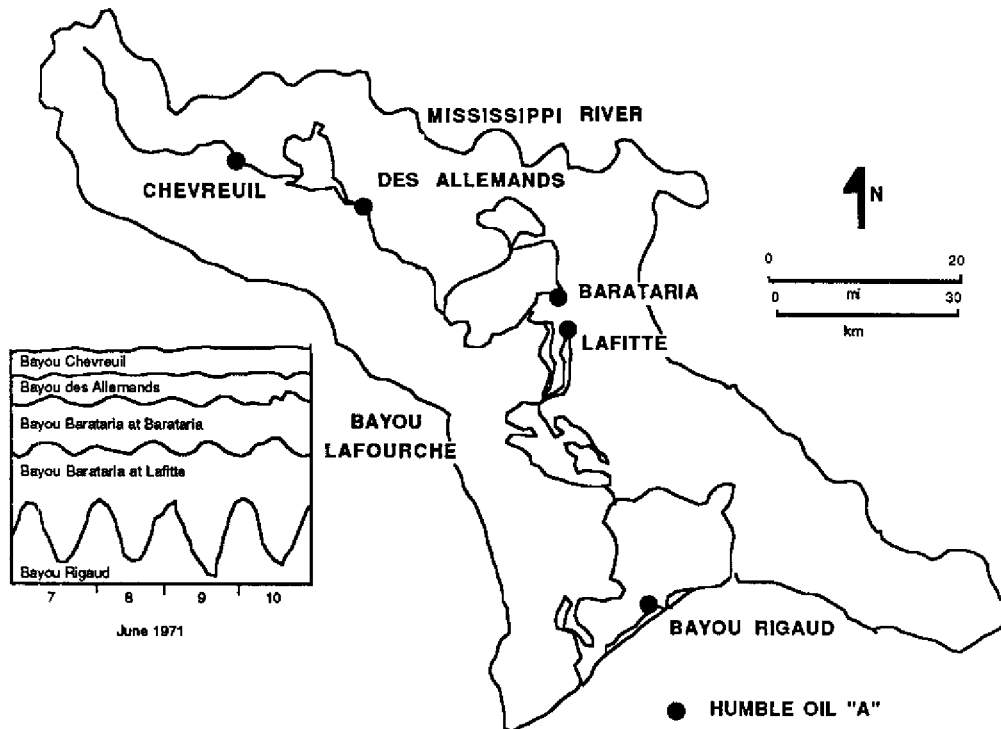 MISSISSIPPI RIVER
CHEVREUIL
DES ALLEMANDS
N
0 20
mi
0 30
km
BARATARIA
LAFITTE
BAYOU
LAFOURCHE
Bayou Chevreuil
Bayou des Allemands
Bayou Barataria at Barataria
Bayou Barataria at Lafitte
Bayou Rigaud
7 8 9 10
June 1971
BAYOU RIGAUD
HUMBLE OIL "A"